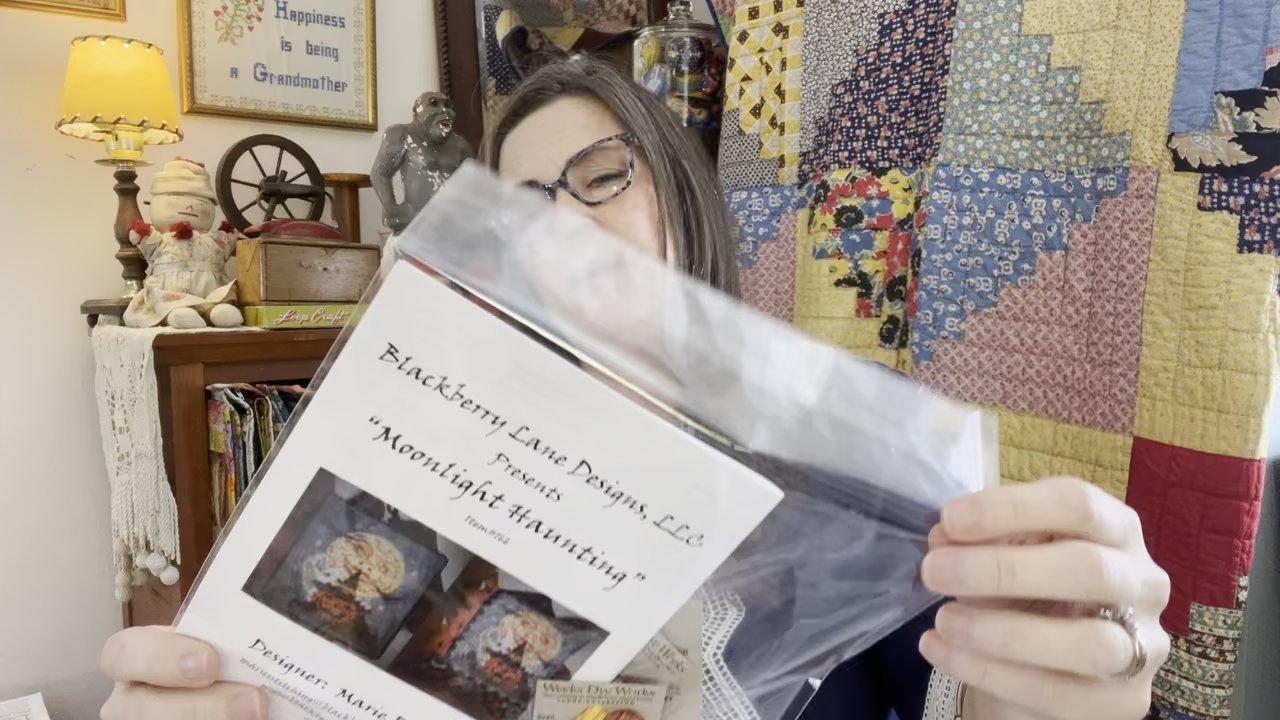 Happiness
is being
a Grandmother
Loop Craft
Blackberry Lane Designs, LLC
Presents
"Moonlight Haunting"
Designer: Marie
Weeks Dye Works